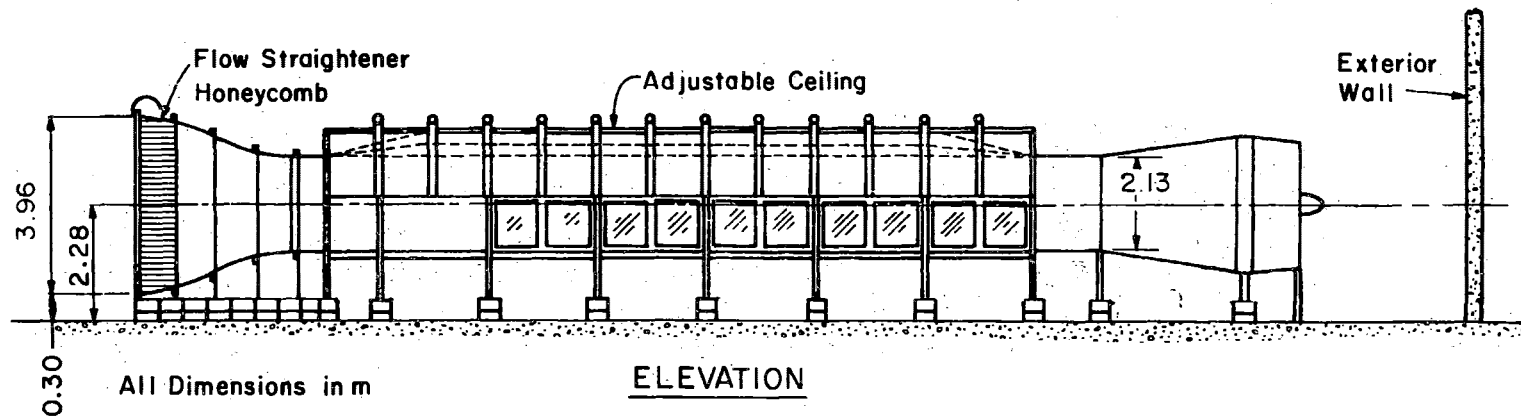 Flow Straightener
Honeycomb
Adjustable Ceiling
Exterior
Wall
3.96
2.28
2.13
0.30
All Dimensions in m
ELEVATION